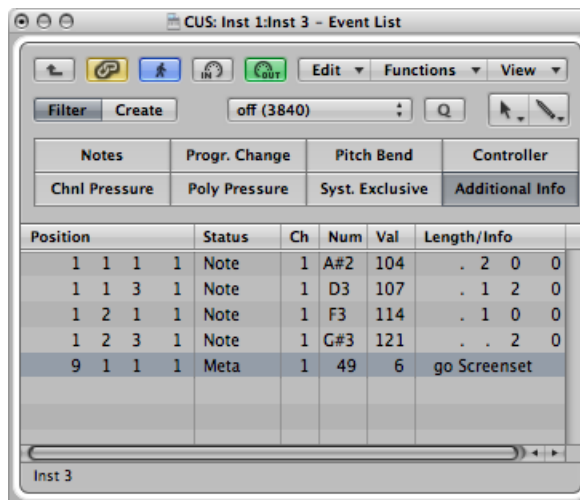 CUS: Inst 1:Inst 3 – Event List
IN OUT Edit Functions View
Filter Create off (3840) Q
Notes Progr. Change Pitch Bend Controller
Chnl Pressure Poly Pressure Syst. Exclusive Additional Info
Position Status Ch Num Val Length/Info
1 1 1 1 Note 1 A#2 104 . 2 0 0
1 1 3 1 Note 1 D3 107 . 1 2 0
1 2 1 1 Note 1 F3 114 . 1 0 0
1 2 3 1 Note 1 G#3 121 . . 2 0
9 1 1 1 Meta 1 49 6 go Screenset
Inst 3